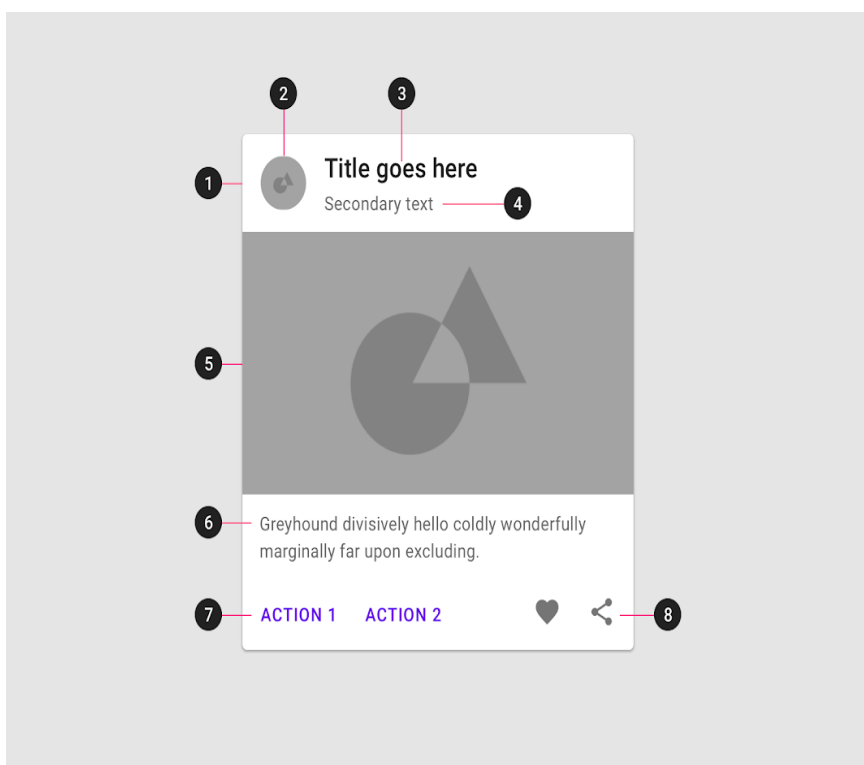 2 3
1 Title goes here
Secondary text 4
5
6 Greyhound divisively hello coldly wonderfully
marginally far upon excluding.
7 ACTION 1 ACTION 2 8